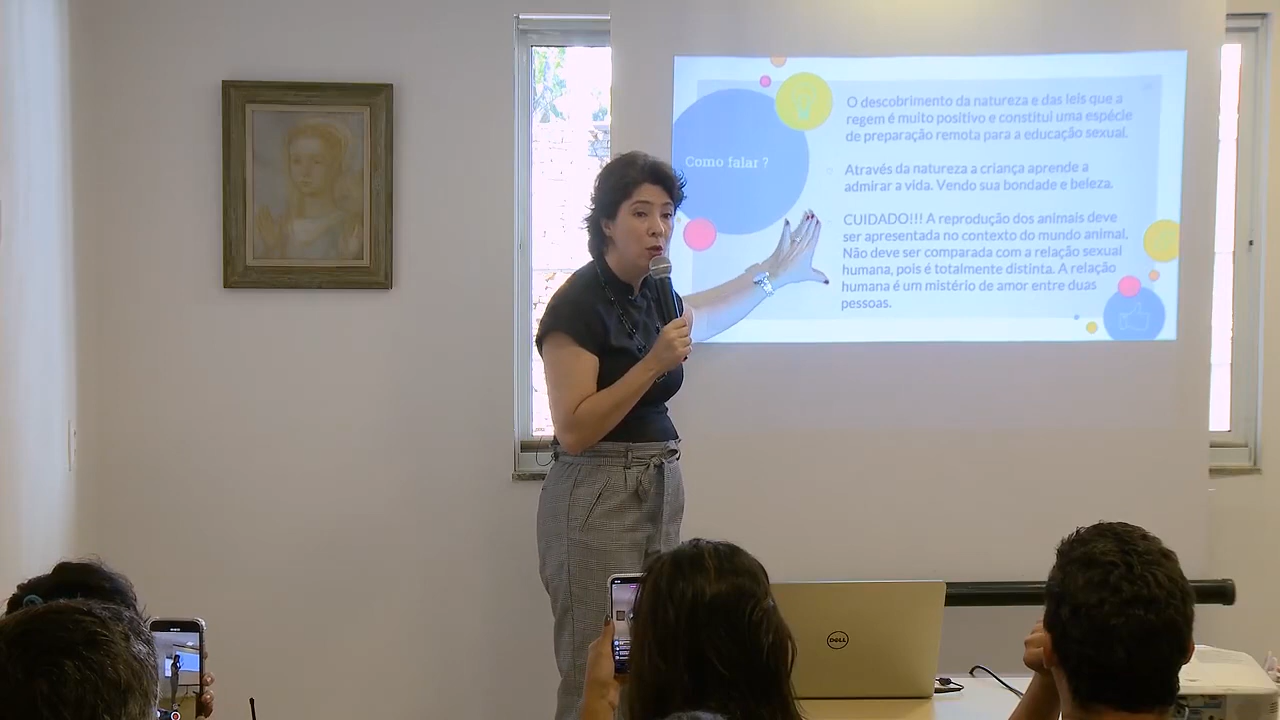 Como falar ?
O descobrimento da natureza e das leis que a
regem é muito positivo e constitui uma espécie
de preparação remota para a educação sexual.
Através da natureza a criança aprende a
admirar a vida. Vendo sua bondade e beleza.
CUIDADO!!! A reprodução dos animais deve
ser apresentada no contexto do mundo animal.
Não deve ser comparada com a relação sexual
humana, pois é totalmente distinta. A relação
humana é um mistério de amor entre duas
pessoas.
DELL